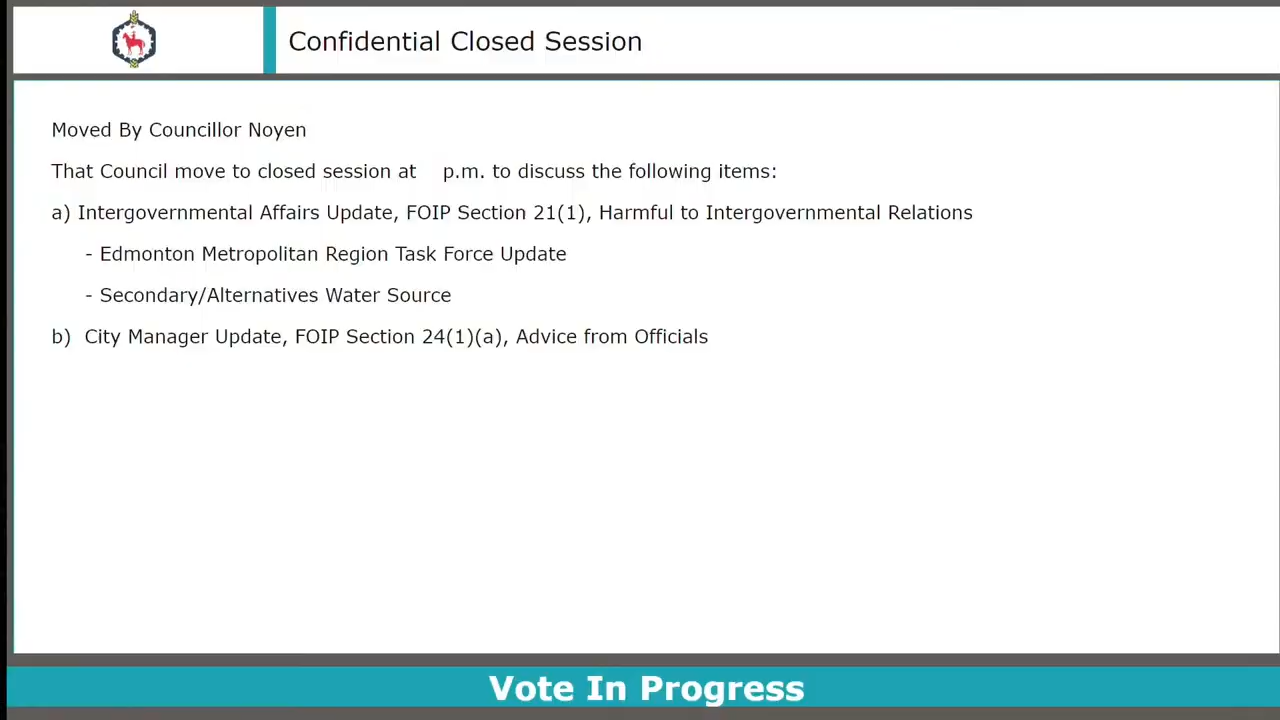 Confidential Closed Session
Moved By Councillor Noyen
That Council move to closed session at p.m. to discuss the following items:
a) Intergovernmental Affairs Update, FOIP Section 21(1), Harmful to Intergovernmental Relations
- Edmonton Metropolitan Region Task Force Update
- Secondary/Alternatives Water Source
b) City Manager Update, FOIP Section 24(1)(a), Advice from Officials
Vote In Progress